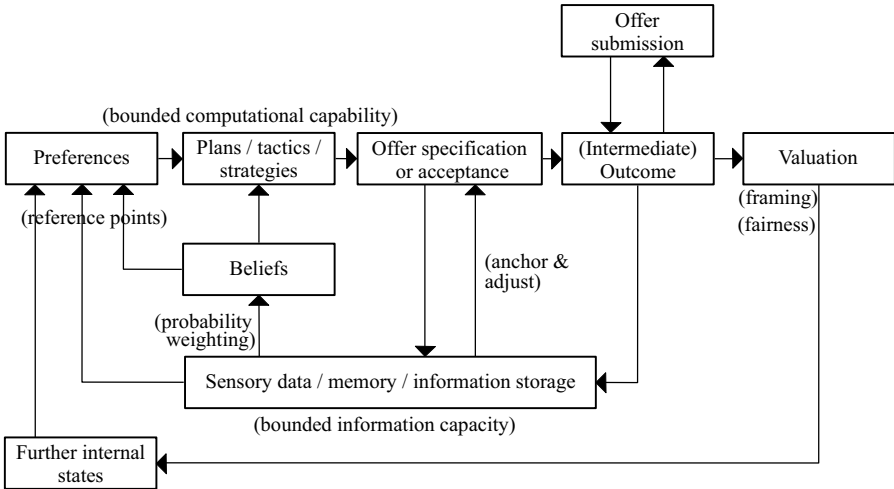 Offer
submission
(bounded computational capability)
Preferences
Plans / tactics /
strategies
Offer specification
or acceptance
(Intermediate)
Outcome
Valuation
(reference points)
(framing)
(fairness)
Beliefs
(anchor &
adjust)
(probability
weighting)
Sensory data / memory / information storage
(bounded information capacity)
Further internal
states